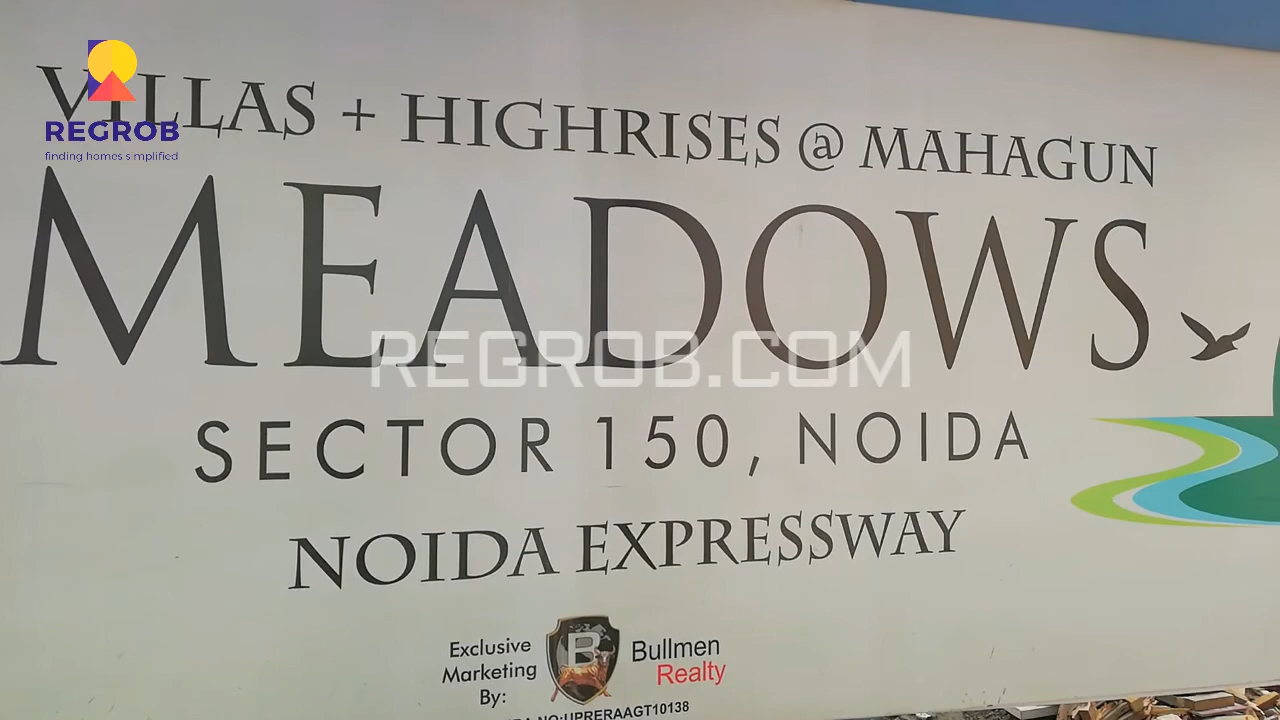 VILLAS + HIGHRISES @ MAHAGUN
REGROB
finding homes simplified
MEADOWS
REGROB.COM
SECTOR 150, NOIDA
NOIDA EXPRESSWAY
Exclusive
Marketing
By:
B
Bullmen
Realty
NO:UPRERAAGT10138